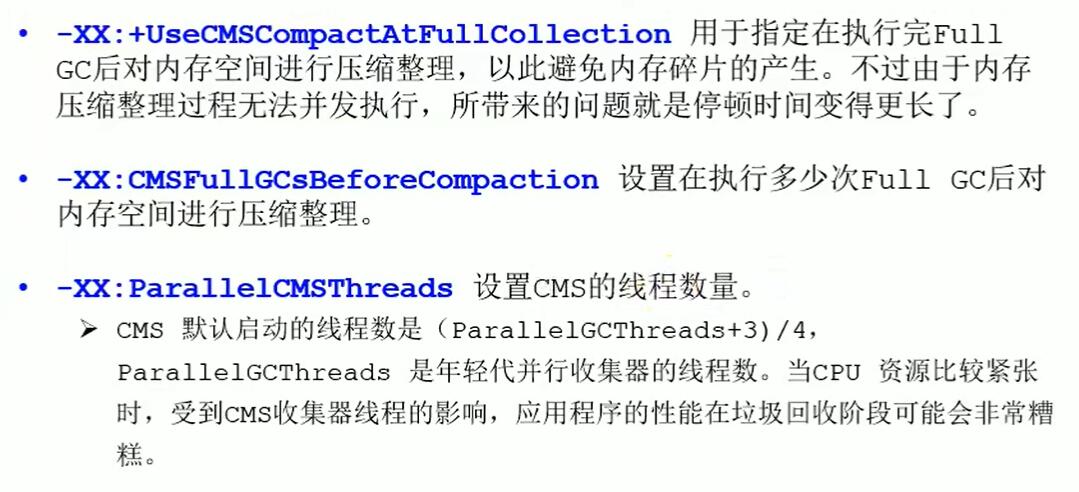 • -XX:+UseCMSCompactAtFullCollection 用于指定在执行完Full
GC后对内存空间进行压缩整理，以此避免内存碎片的产生。不过由于内存
压缩整理过程无法并发执行，所带来的问题就是停顿时间变得更长了。
• -XX:CMSFullGCsBeforeCompaction 设置在执行多少次Full GC后对
内存空间进行压缩整理。
• -XX:ParallelCMSThreads 设置CMS的线程数量。
➢ CMS 默认启动的线程数是（ParallelGCThreads+3)/4，
ParallelGCThreads 是年轻代并行收集器的线程数。当CPU 资源比较紧张
时，受到CMS收集器线程的影响，应用程序的性能在垃圾回收阶段可能会非常糟
糕。